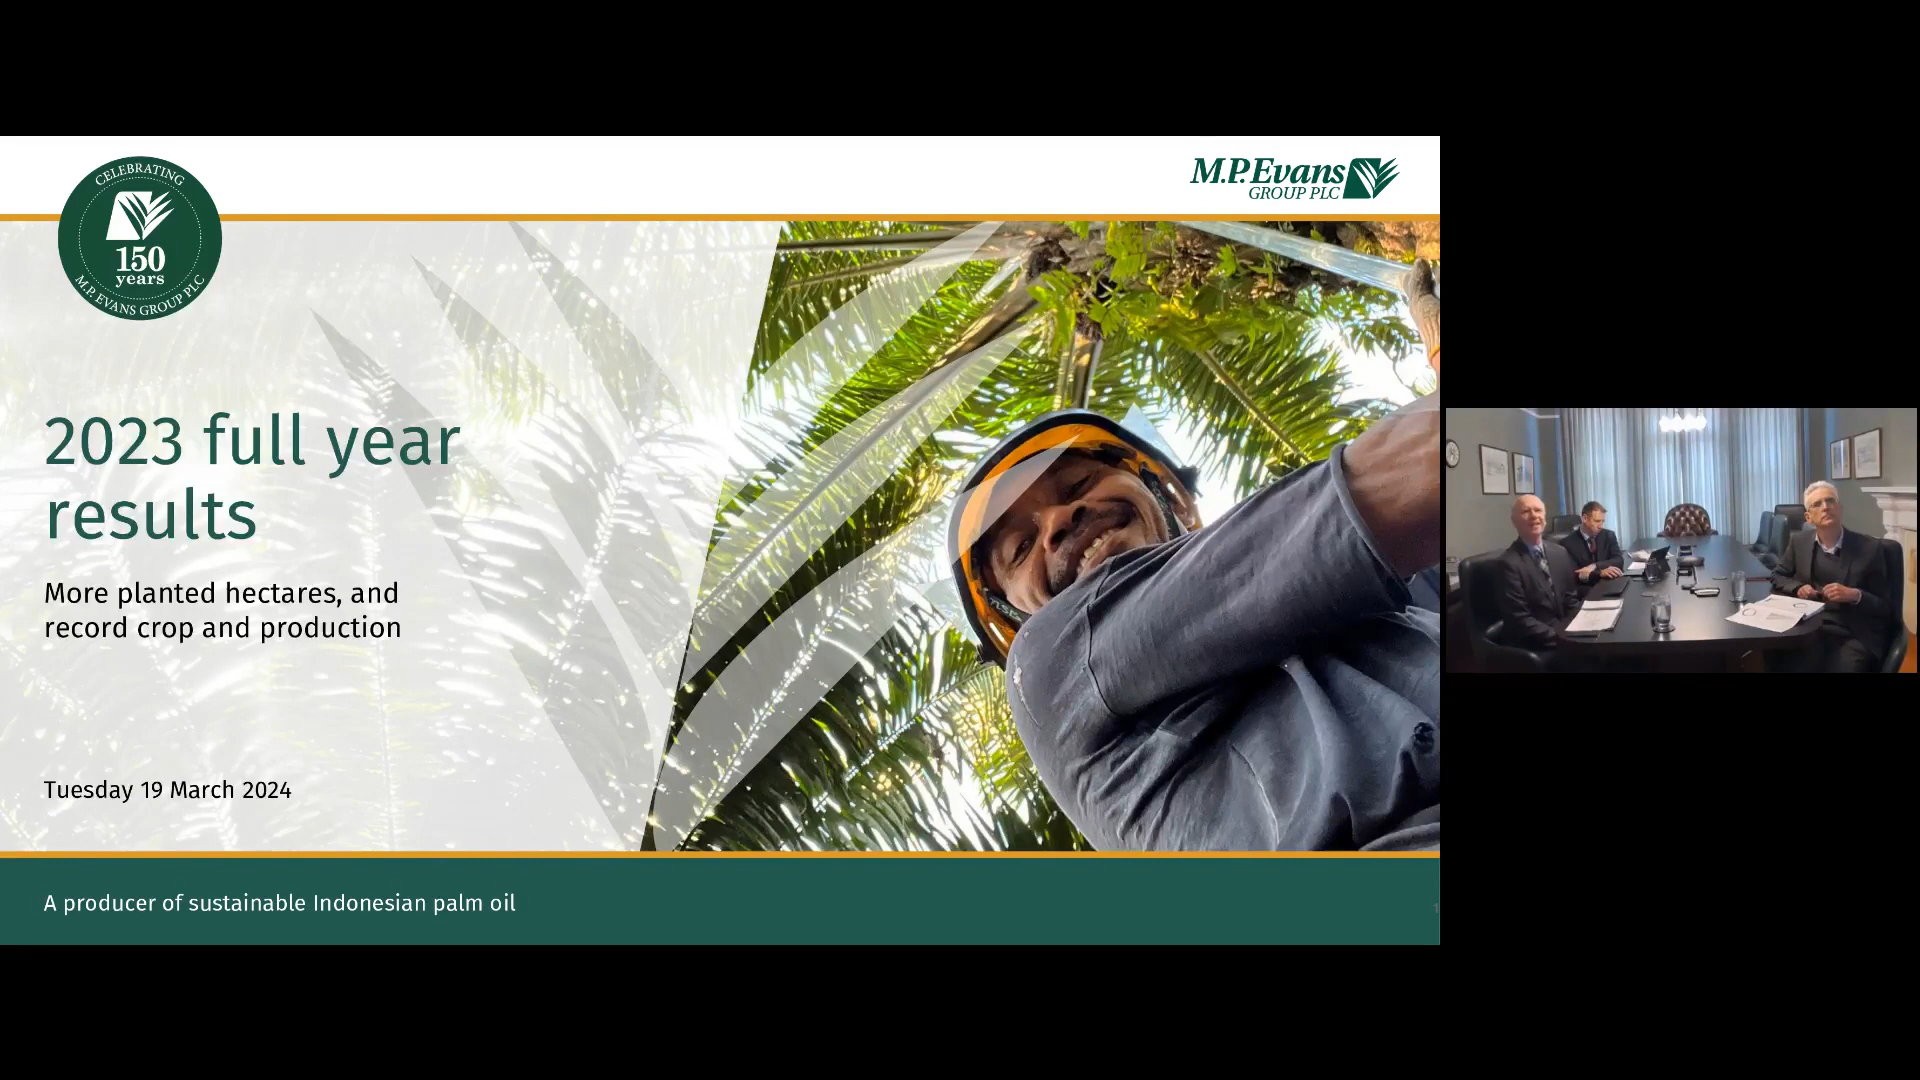 CELEBRATING
150
years
M.P. EVANS GROUP PLC
M.P. Evans
GROUP PLC
2023 full year
results
More planted hectares, and
record crop and production
Tuesday 19 March 2024
A producer of sustainable Indonesian palm oil
1